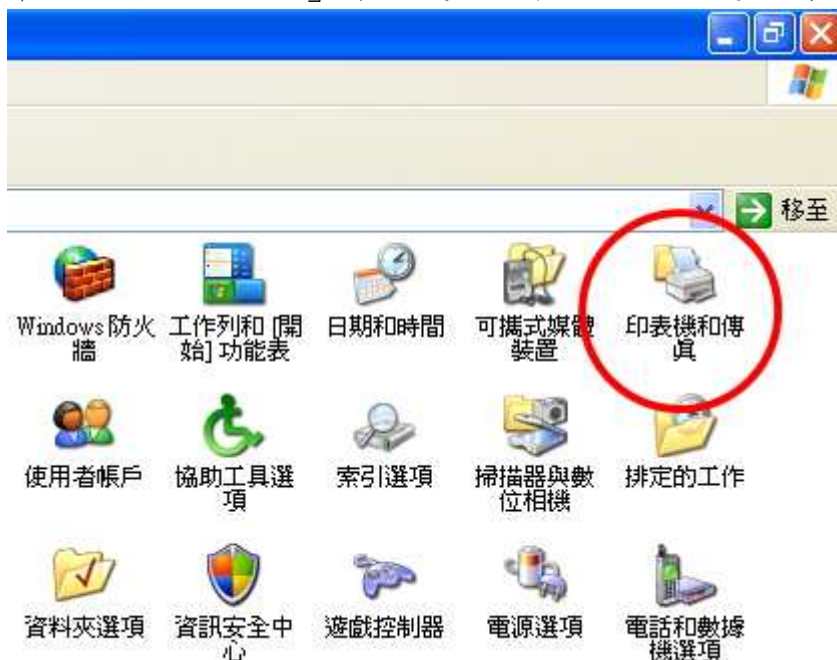 移至
Windows 防火
牆
工作列和 [開
始] 功能表
日期和時間
可攜式媒體
裝置
印表機和傳
真
使用者帳戶
協助工具選
項
索引選項
掃描器與數
位相機
排定的工作
資料夾選項
資訊安全中
心
遊戲控制器
電源選項
電話和數據
機選項